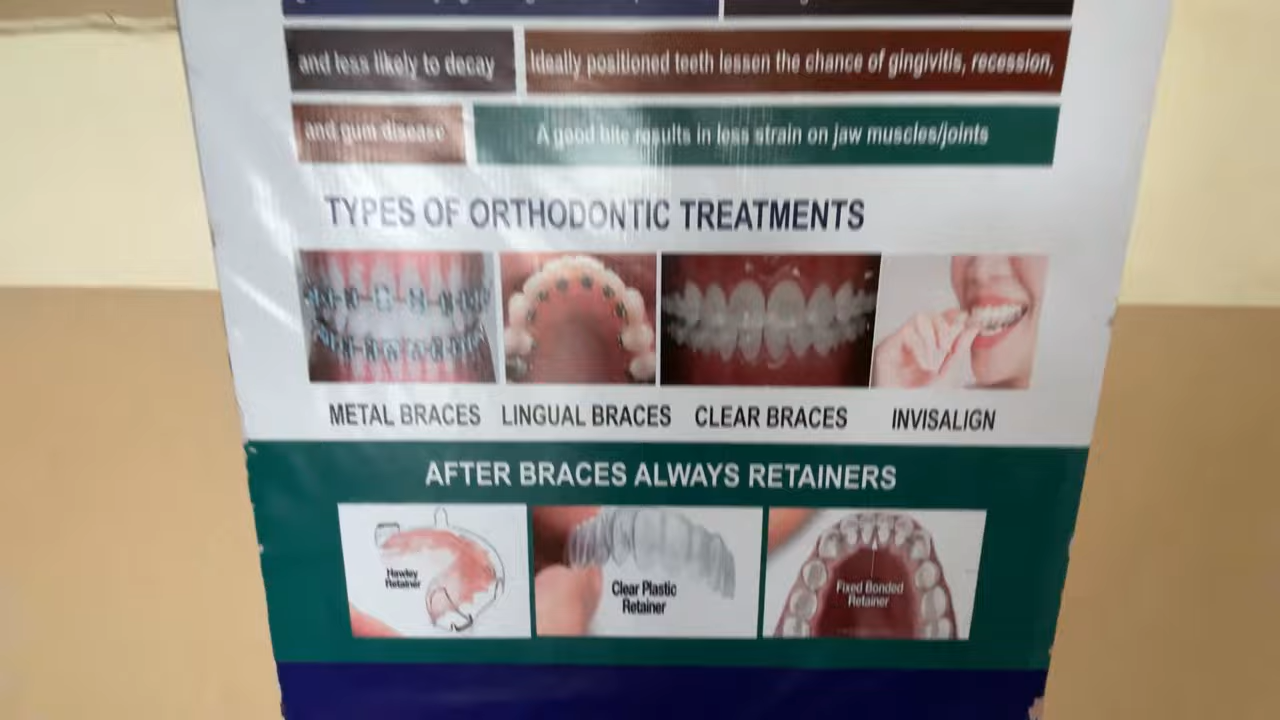 and less likely to decay
Ideally positioned teeth lessen the chance of gingivitis, recession,
and gum disease
A good bite results in less strain on jaw muscles/joints
TYPES OF ORTHODONTIC TREATMENTS
METAL BRACES LINGUAL BRACES CLEAR BRACES INVISALIGN
AFTER BRACES ALWAYS RETAINERS
Hawley
Retainer
Clear Plastic
Retainer
Fixed Bonded
Retainer